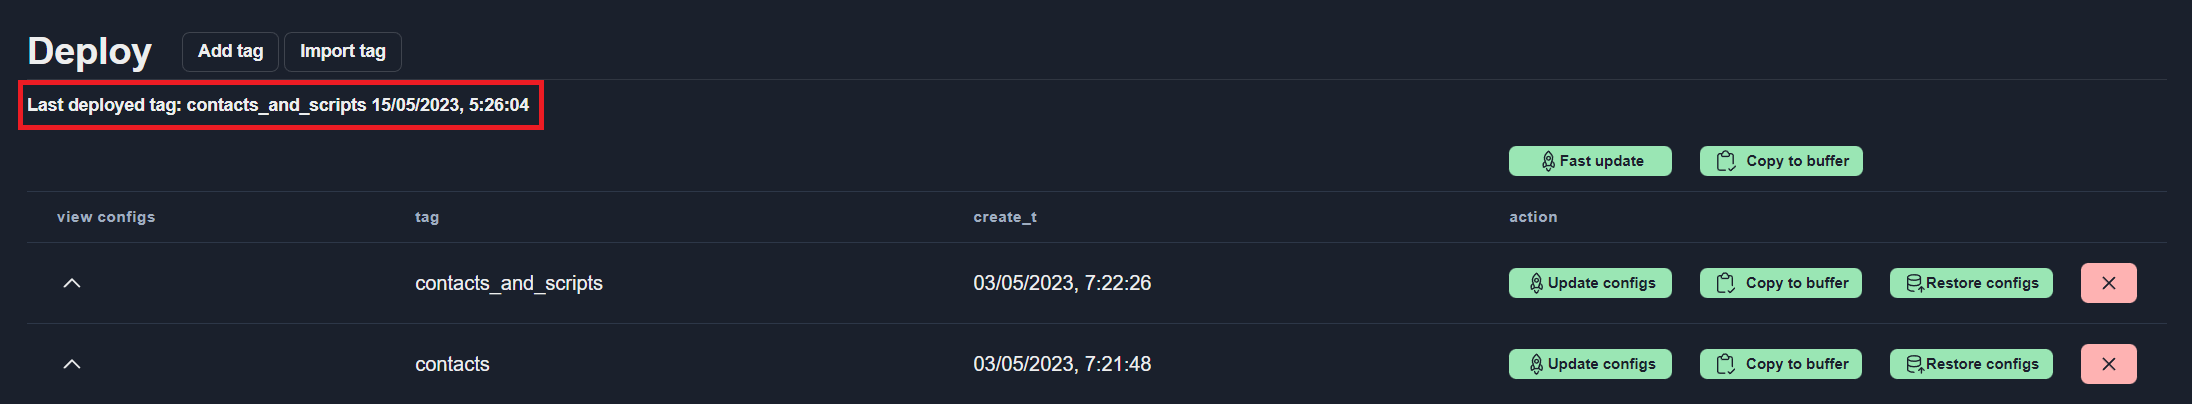 Deploy Add tag Import tag
Last deployed tag: contacts_and_scripts 15/05/2023, 5:26:04
Fast update Copy to buffer
view configs tag create_t action
contacts_and_scripts 03/05/2023, 7:22:26 Update configs Copy to buffer Restore configs
contacts 03/05/2023, 7:21:48 Update configs Copy to buffer Restore configs